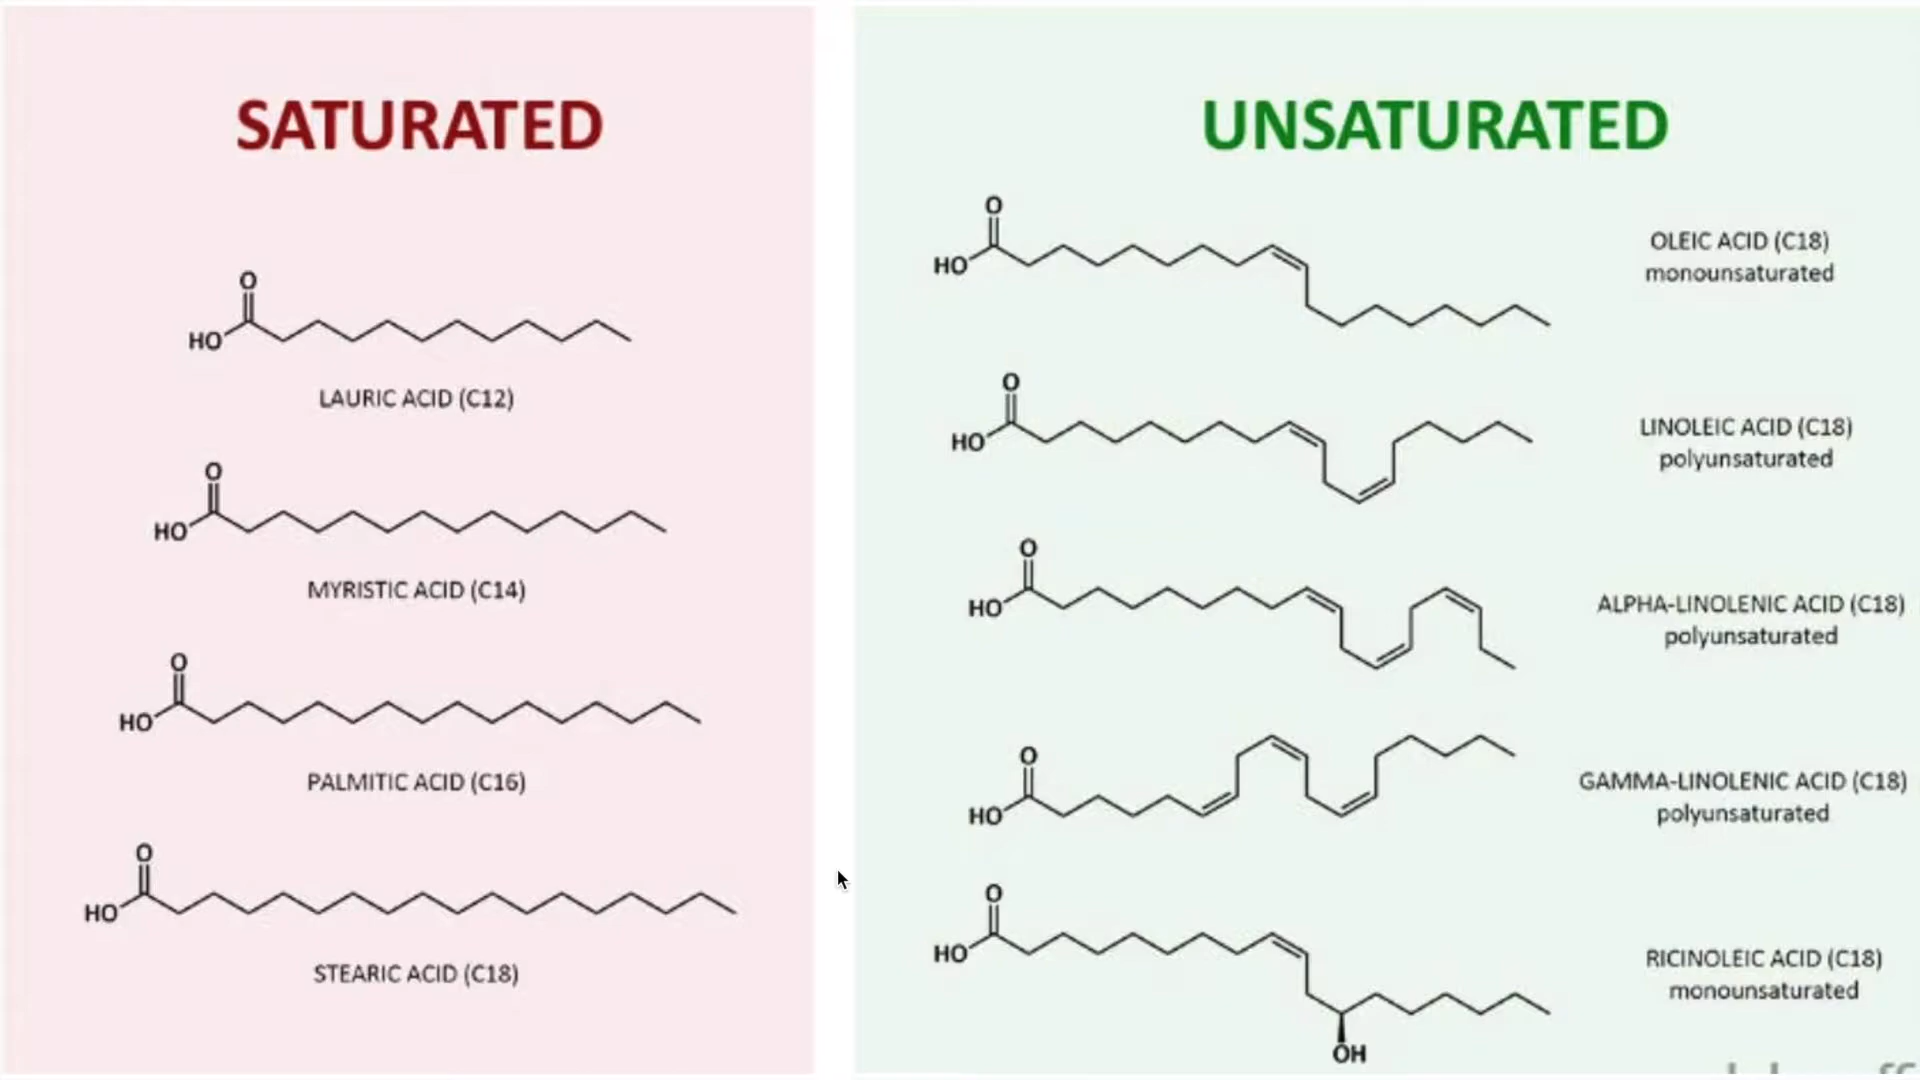 SATURATED
O
HO
LAURIC ACID (C12)
O
HO
MYRISTIC ACID (C14)
O
HO
PALMITIC ACID (C16)
O
HO
STEARIC ACID (C18)
UNSATURATED
O
HO
OLEIC ACID (C18)
monounsaturated
O
HO
LINOLEIC ACID (C18)
polyunsaturated
O
HO
ALPHA-LINOLENIC ACID (C18)
polyunsaturated
O
HO
GAMMA-LINOLENIC ACID (C18)
polyunsaturated
O
HO
OH
RICINOLEIC ACID (C18)
monounsaturated